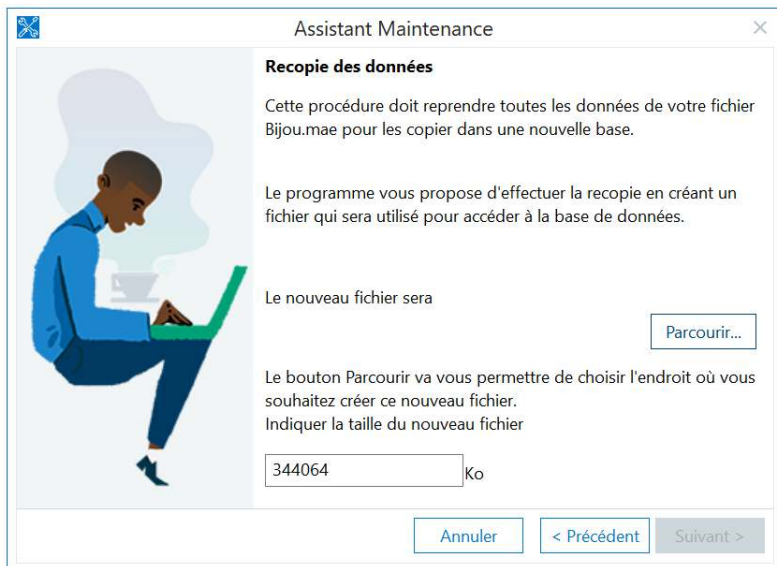 Assistant Maintenance
Recopie des données
Cette procédure doit reprendre toutes les données de votre fichier
Bijou.mae pour les copier dans une nouvelle base.
Le programme vous propose d'effectuer la recopie en créant un
fichier qui sera utilisé pour accéder à la base de données.
Le nouveau fichier sera
Parcourir...
Le bouton Parcourir va vous permettre de choisir l'endroit où vous
souhaitez créer ce nouveau fichier.
Indiquer la taille du nouveau fichier
344064 Ko
Annuler < Précédent Suivant >